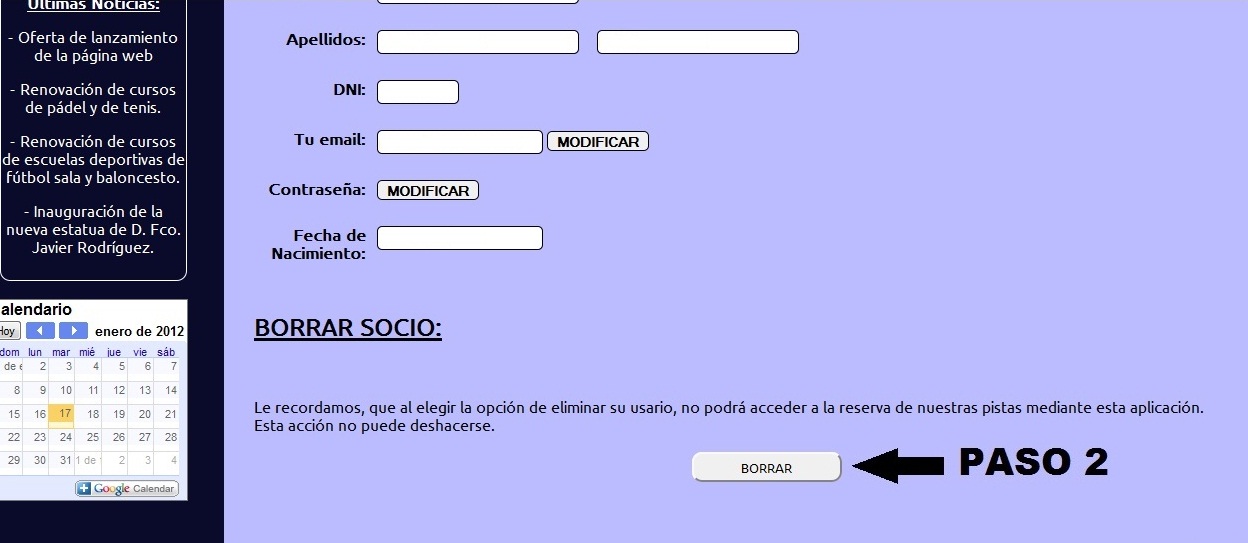 Últimas Noticias:
- Oferta de lanzamiento
de la página web
- Renovación de cursos
de pádel y de tenis.
- Renovación de cursos
de escuelas deportivas de
fútbol sala y baloncesto.
- Inauguración de la
nueva estatua de D. Fco.
Javier Rodríguez.
alendario
Hoy enero de 2012
dom lun mar mié jue vie sáb
de e 2 3 4 5 6 7
8 9 10 11 12 13 14
15 16 17 18 19 20 21
22 23 24 25 26 27 28
29 30 31 1 de 2 3 4
Google Calendar
Apellidos:
DNI:
Tu email: MODIFICAR
Contraseña: MODIFICAR
Fecha de
Nacimiento:
BORRAR SOCIO:
Le recordamos, que al elegir la opción de eliminar su usario, no podrá acceder a la reserva de nuestras pistas mediante esta aplicación.
Esta acción no puede deshacerse.
BORRAR PASO 2